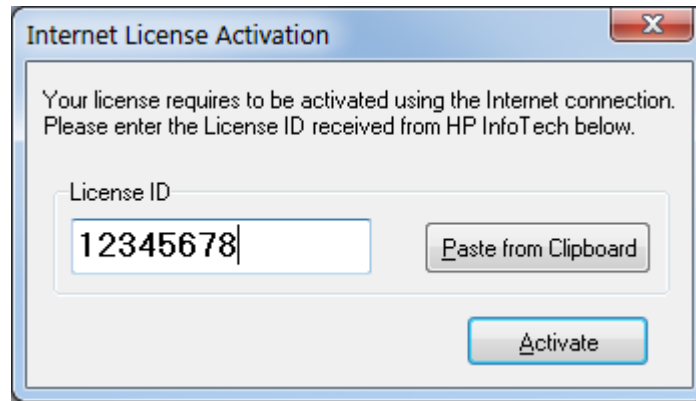 Internet License Activation
Your license requires to be activated using the Internet connection.
Please enter the License ID received from HP InfoTech below.
License ID
12345678
Paste from Clipboard
Activate